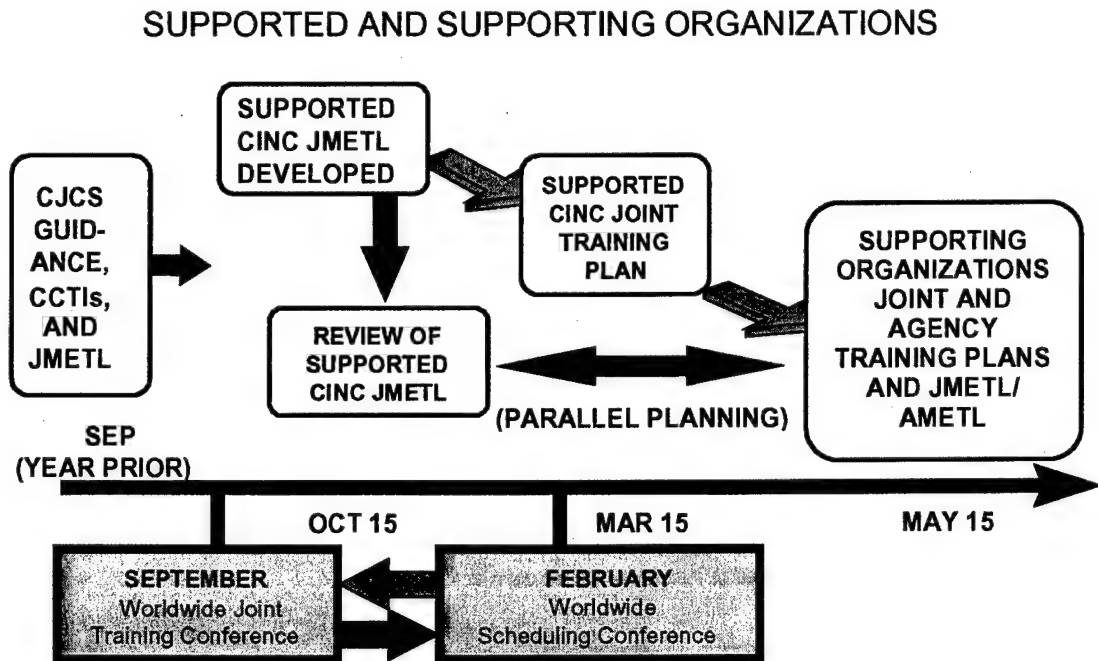 SUPPORTED AND SUPPORTING ORGANIZATIONS
SUPPORTED
CINC JMETL
DEVELOPED
CJCS
GUID-
ANCE,
CCTIs,
AND
JMETL
SUPPORTED
CINC JOINT
TRAINING
PLAN
SUPPORTING
ORGANIZATIONS
JOINT AND
AGENCY
TRAINING PLANS
AND JMETL/
AMETL
REVIEW OF
SUPPORTED
CINC JMETL
(PARALLEL PLANNING)
SEP
(YEAR PRIOR)
OCT 15
MAR 15
MAY 15
SEPTEMBER
Worldwide Joint
Training Conference
FEBRUARY
Worldwide
Scheduling Conference